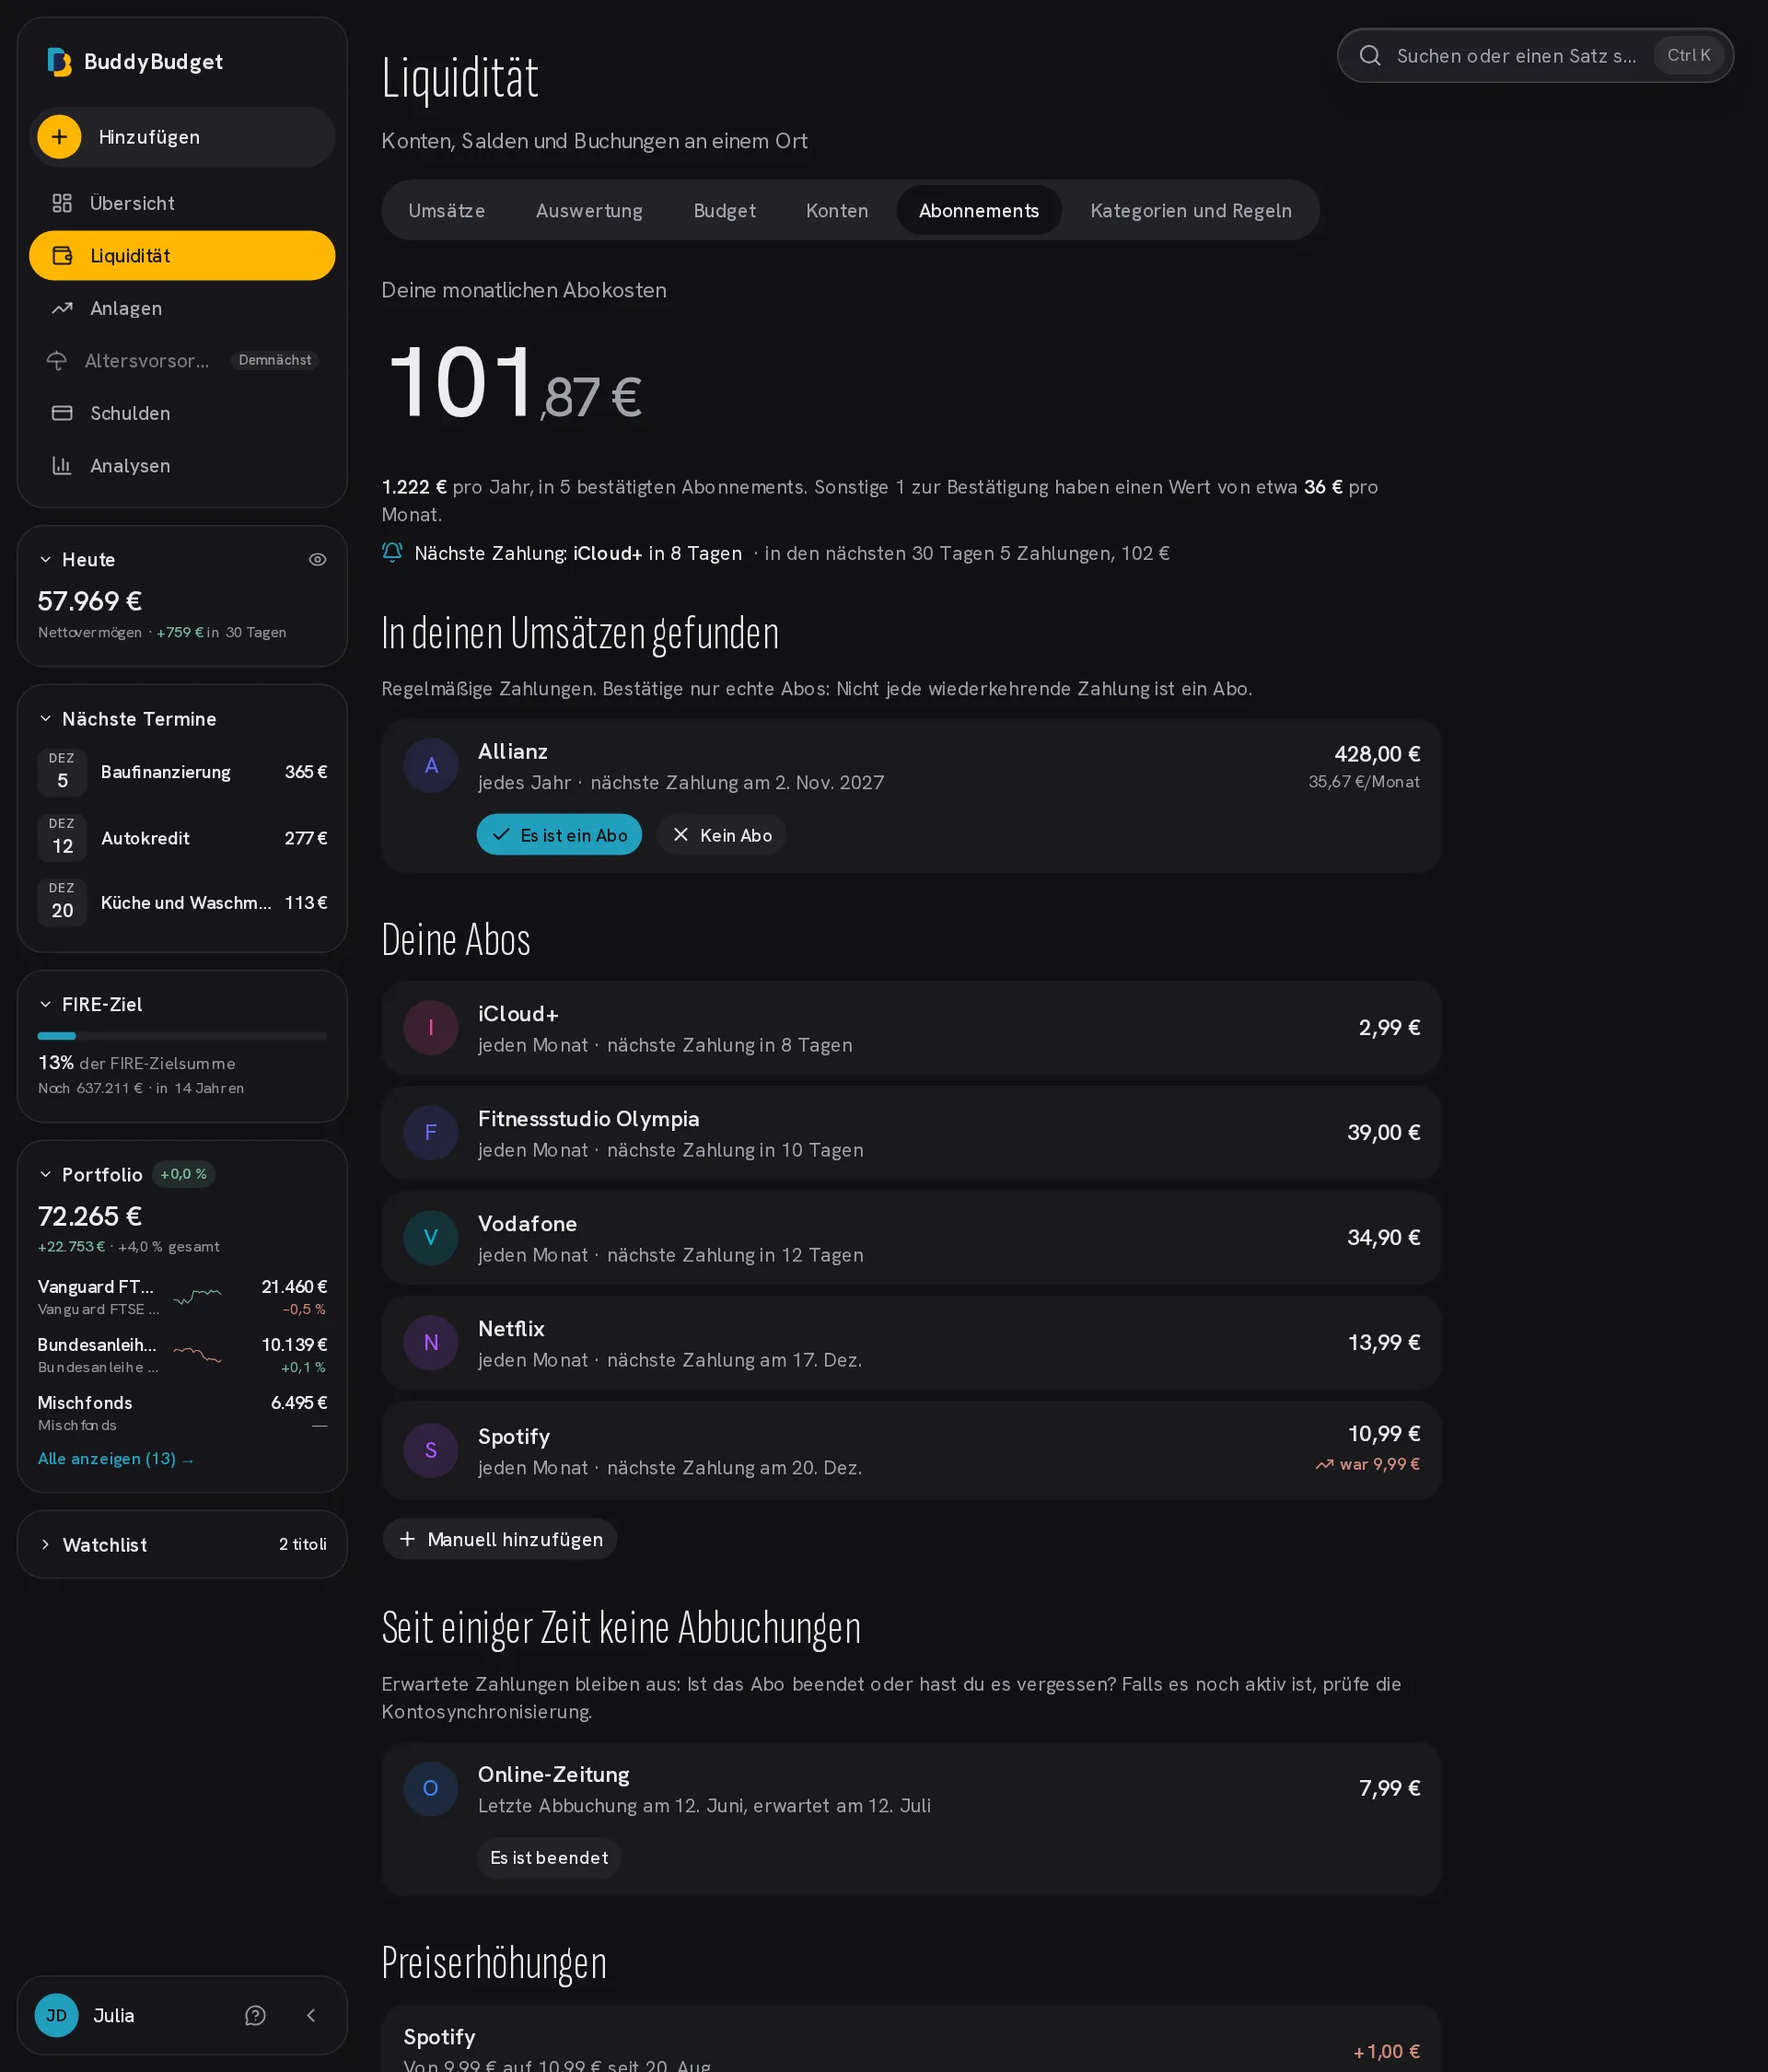 BuddyBudget
Hinzufügen
Übersicht
Liquidität
Anlagen
Altersvorsor... Demnächst
Schulden
Analysen
Heute
57.969 €
Nettovermögen · +759 € in 30 Tagen
Nächste Termine
DEZ
5 Baufinanzierung 365 €
DEZ
12 Autokredit 277 €
DEZ
20 Küche und Waschm... 113 €
FIRE-Ziel
13% der FIRE-Zielsumme
Noch 637.211 € · in 14 Jahren
Portfolio +0,0 %
72.265 €
+22.753 € · +4,0 % gesamt
Vanguard FT... 21.460 €
Vanguard FTSE ... −0,5 %
Bundesanleih... 10.139 €
Bundesanleihe ... +0,1 %
Mischfonds 6.495 €
Mischfonds —
Alle anzeigen (13) →
Watchlist 2 titoli
JD Julia
Liquidität
Suchen oder einen Satz s... Ctrl K
Konten, Salden und Buchungen an einem Ort
Umsätze Auswertung Budget Konten Abonnements Kategorien und Regeln
Deine monatlichen Abokosten
101,87 €
1.222 € pro Jahr, in 5 bestätigten Abonnements. Sonstige 1 zur Bestätigung haben einen Wert von etwa 36 € pro
Monat.
Nächste Zahlung: iCloud+ in 8 Tagen · in den nächsten 30 Tagen 5 Zahlungen, 102 €
In deinen Umsätzen gefunden
Regelmäßige Zahlungen. Bestätige nur echte Abos: Nicht jede wiederkehrende Zahlung ist ein Abo.
A Allianz 428,00 €
jedes Jahr · nächste Zahlung am 2. Nov. 2027 35,67 €/Monat
Es ist ein Abo Kein Abo
Deine Abos
I iCloud+ 2,99 €
jeden Monat · nächste Zahlung in 8 Tagen
F Fitnessstudio Olympia 39,00 €
jeden Monat · nächste Zahlung in 10 Tagen
V Vodafone 34,90 €
jeden Monat · nächste Zahlung in 12 Tagen
N Netflix 13,99 €
jeden Monat · nächste Zahlung am 17. Dez.
S Spotify 10,99 €
jeden Monat · nächste Zahlung am 20. Dez. war 9,99 €
Manuell hinzufügen
Seit einiger Zeit keine Abbuchungen
Erwartete Zahlungen bleiben aus: Ist das Abo beendet oder hast du es vergessen? Falls es noch aktiv ist, prüfe die
Kontosynchronisierung.
O Online-Zeitung 7,99 €
Letzte Abbuchung am 12. Juni, erwartet am 12. Juli
Es ist beendet
Preiserhöhungen
Spotify +1,00 €
Von 9,99 € auf 10,99 € seit 20. Aug.